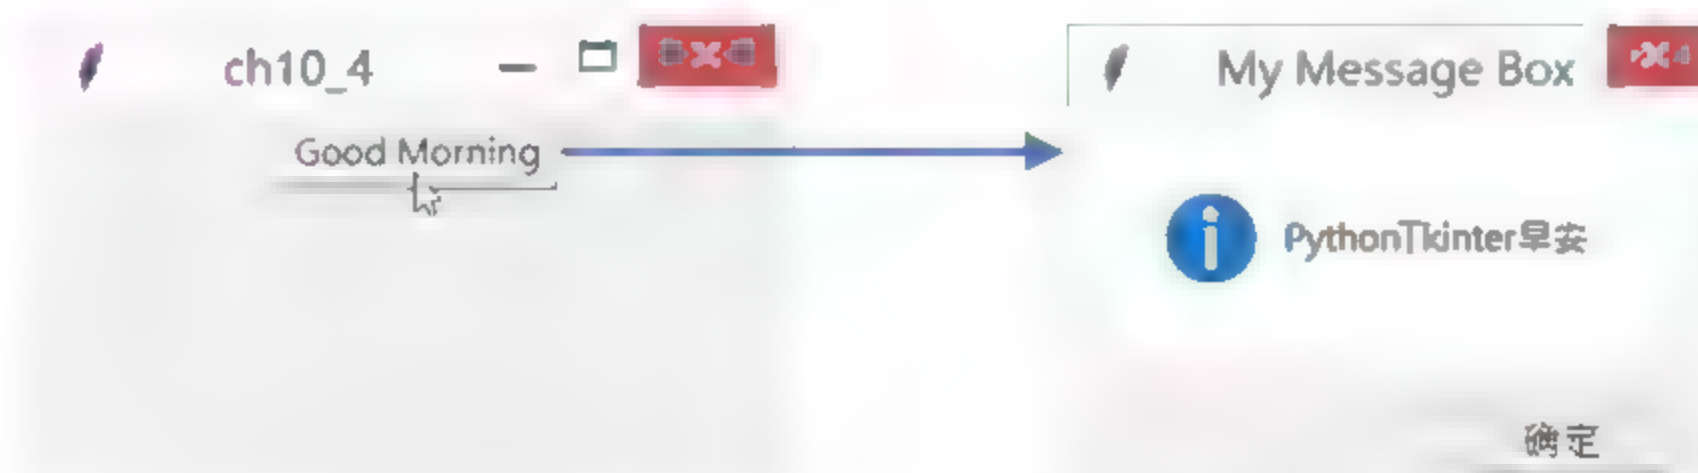 ch10_4
Good Morning
My Message Box
PythonTkinter早安
确定